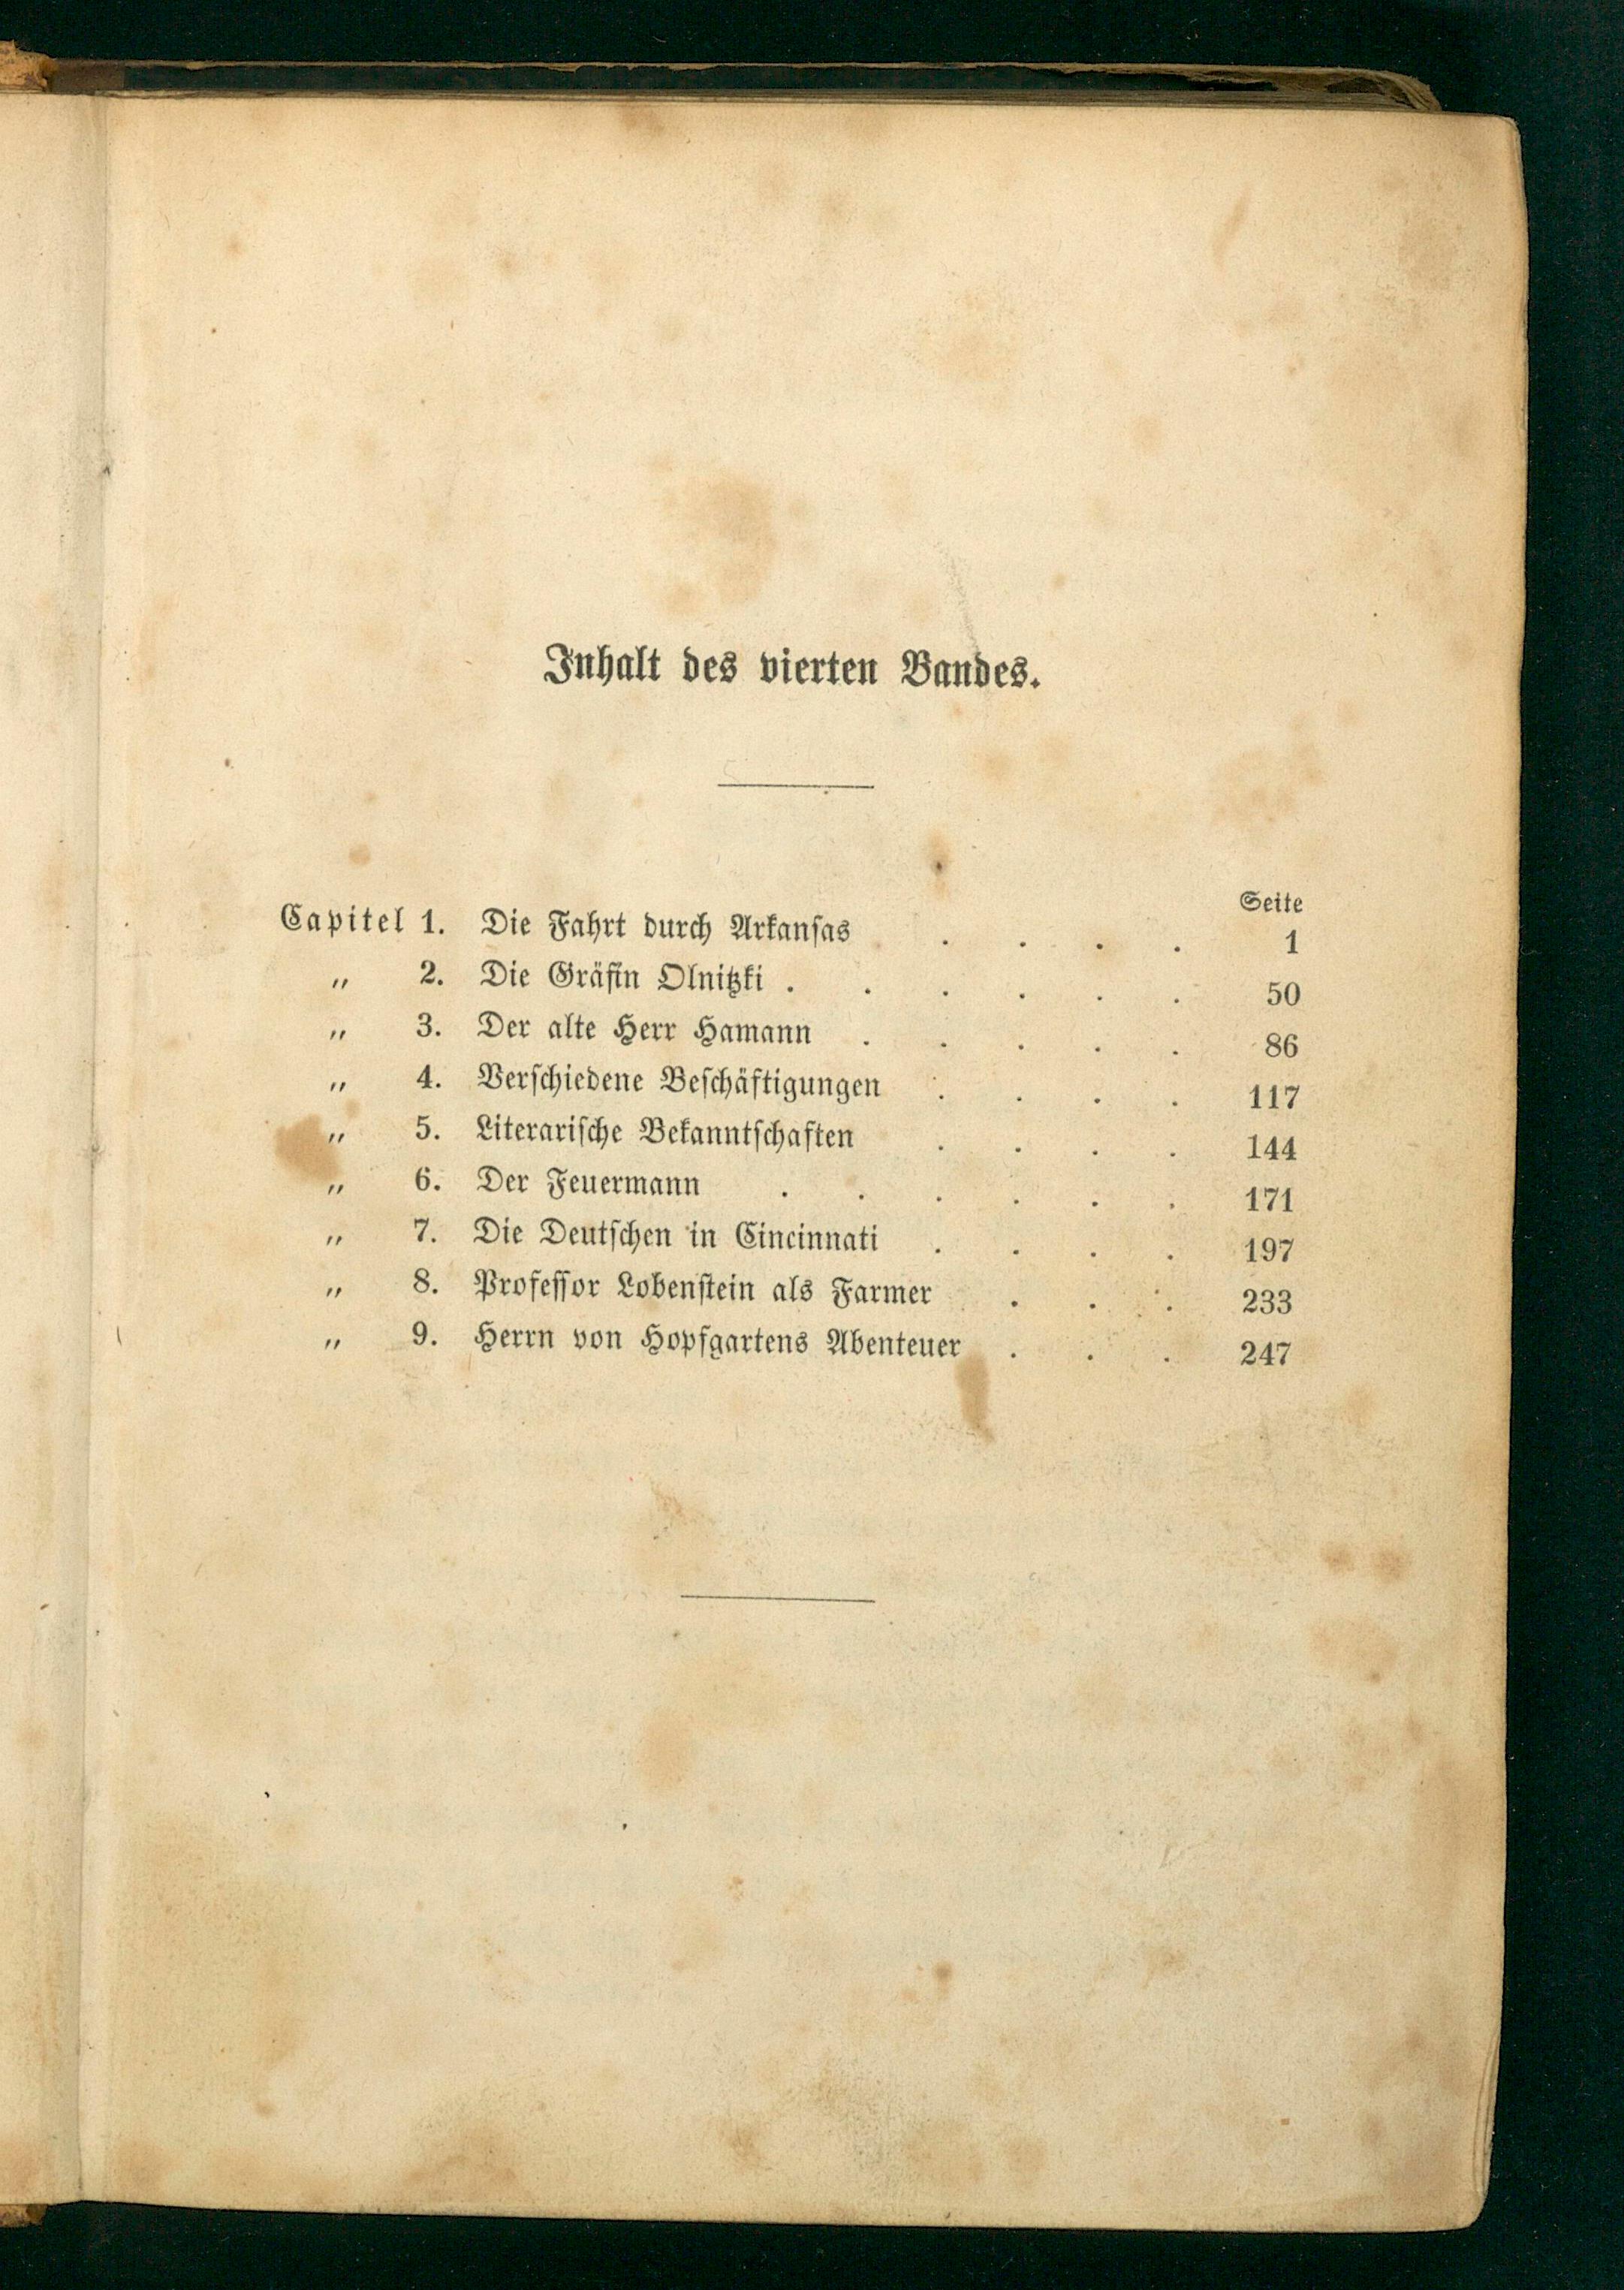 Inhalt des vierten Bandes.
Seite
Capitel 1. Die Fahrt durch Arkansas . . . . 1
„ 2. Die Gräfin Olnitzki . . . . . . 50
„ 3. Der alte Herr Hamann . . . . . 86
„ 4. Verschiedene Beschäftigungen . . . . 117
„ 5. Literarische Bekanntschaften . . . . 144
„ 6. Der Feuermann . . . . . . 171
„ 7. Die Deutschen in Cincinnati . . . . 197
„ 8. Professor Lobenstein als Farmer . . . 233
„ 9. Herrn von Hopfgartens Abenteuer . . . 247